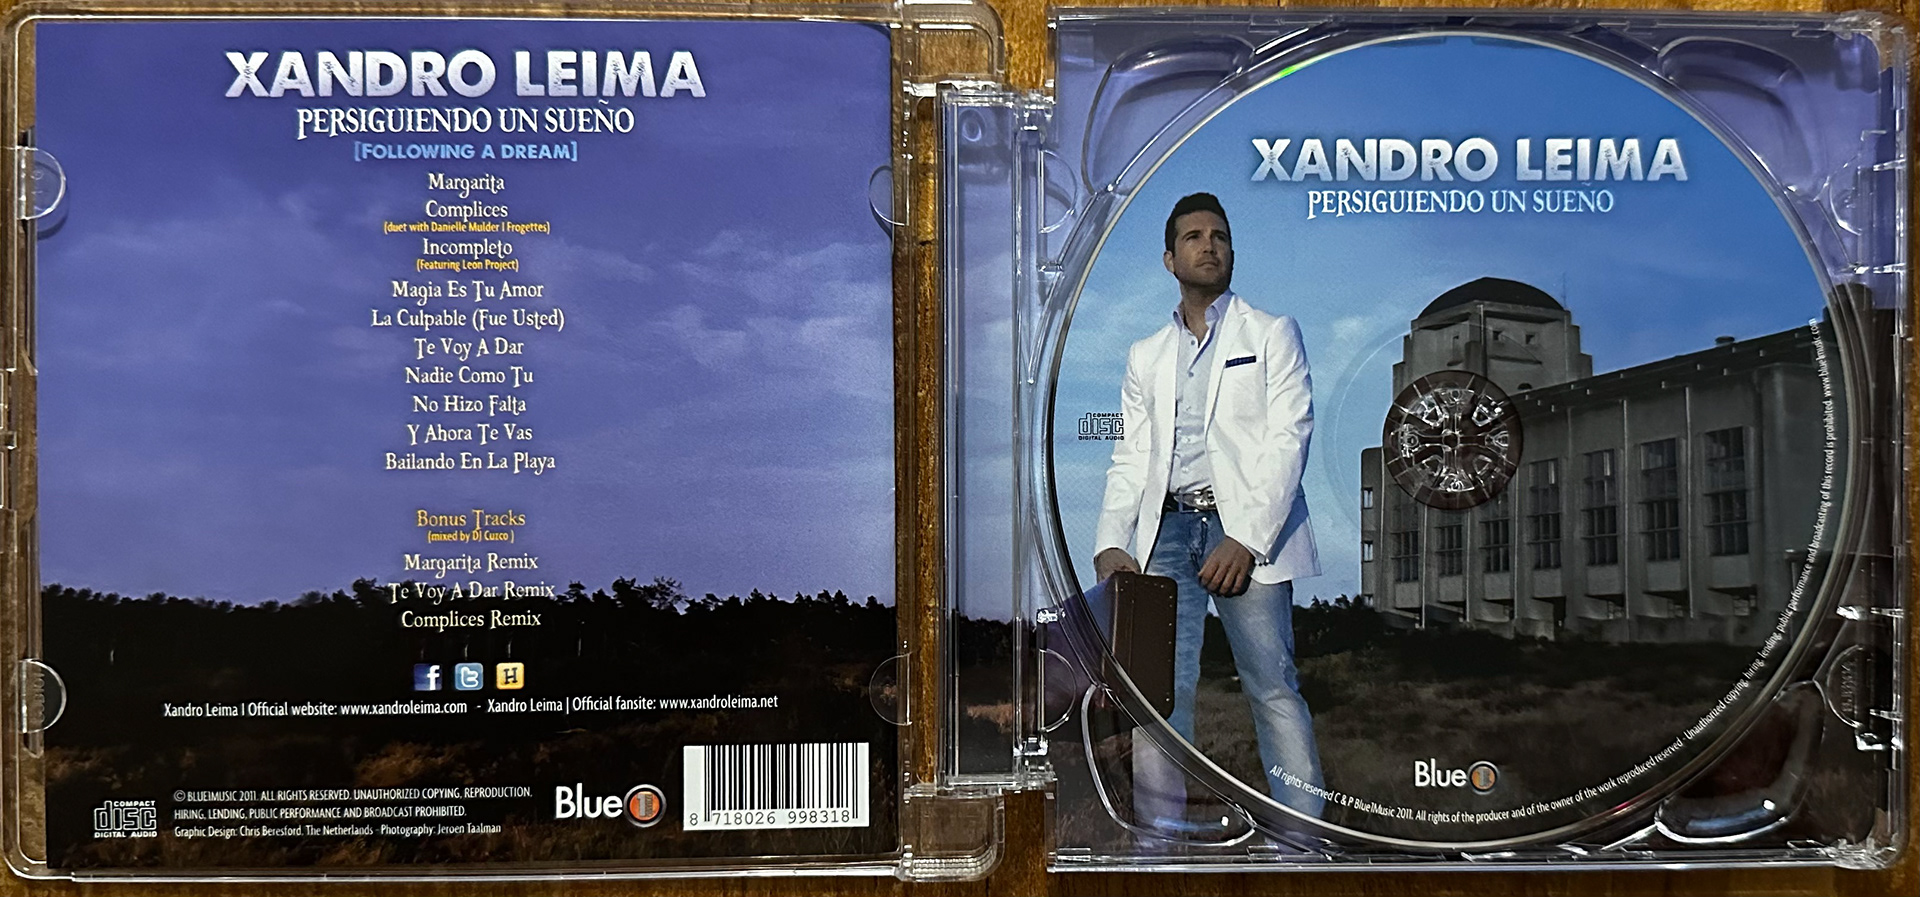 XANDRO LEIMA
PERSIGUIENDO UN SUEÑO
[FOLLOWING A DREAM]
Margarita
Complices
(duet with Danielle Mulder | Frogettes)
Incompleto
(Featuring Leon Project)
Magia Es Tu Amor
La Culpable (Fue Usted)
Te Voy A Dar
Nadie Como Tu
No Hizo Falta
Y Ahora Te Vas
Bailando En La Playa
Bonus Tracks
(mixed by DJ Cuzco )
Margarita Remix
Te Voy A Dar Remix
Complices Remix
f t H
Xandro Leima | Official website: www.xandroleima.com - Xandro Leima | Official fansite: www.xandroleima.net
COMPACT
disc
DIGITAL AUDIO
© BLUE1MUSIC 2011. ALL RIGHTS RESERVED. UNAUTHORIZED COPYING, REPRODUCTION,
HIRING, LENDING, PUBLIC PERFORMANCE AND BROADCAST PROHIBITED.
Graphic Design: Chris Beresford, The Netherlands - Photography: Jeroen Taalman
Blue 1
8 718026 998318
XANDRO LEIMA
PERSIGUIENDO UN SUEÑO
COMPACT
disc
DIGITAL AUDIO
Blue 1
All rights reserved C & P Blue1Music 2011. All rights of the producer and of the owner of the work reproduced reserved - Unauthorized copying, hiring, lending, public performance and broadcasting of this record is prohibited. www.blue1music.com